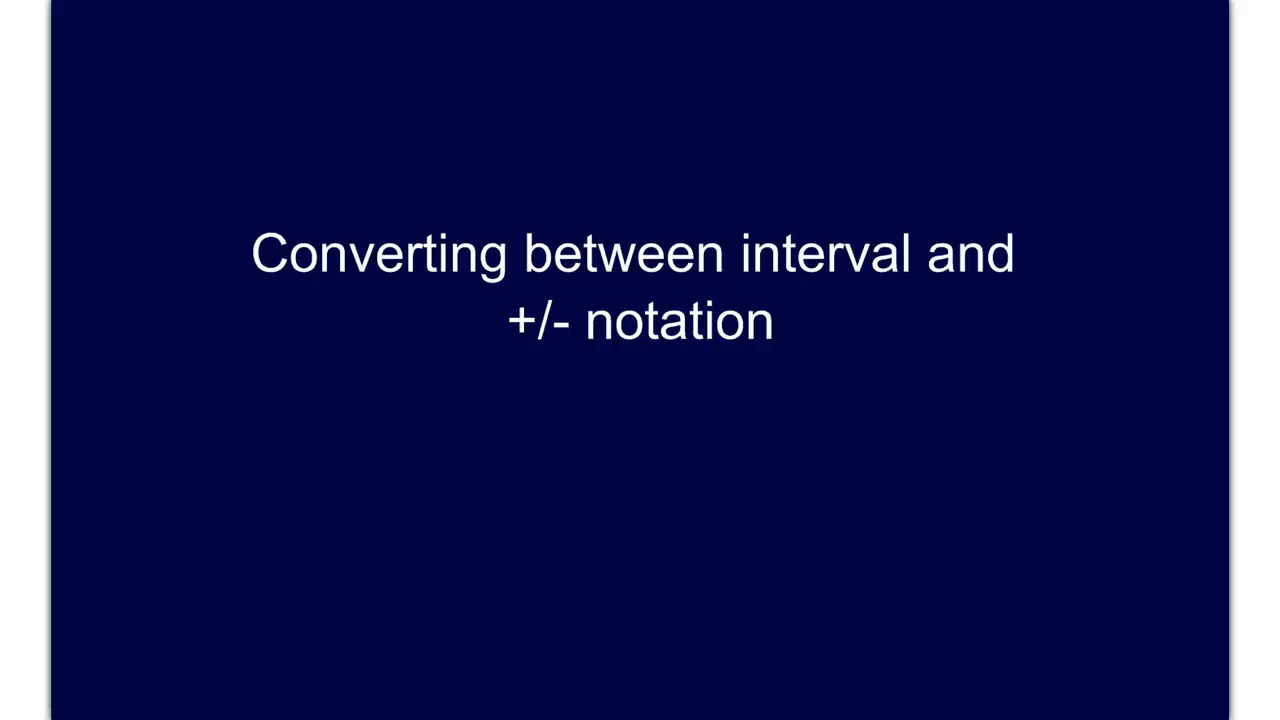 Converting between interval and
+/- notation